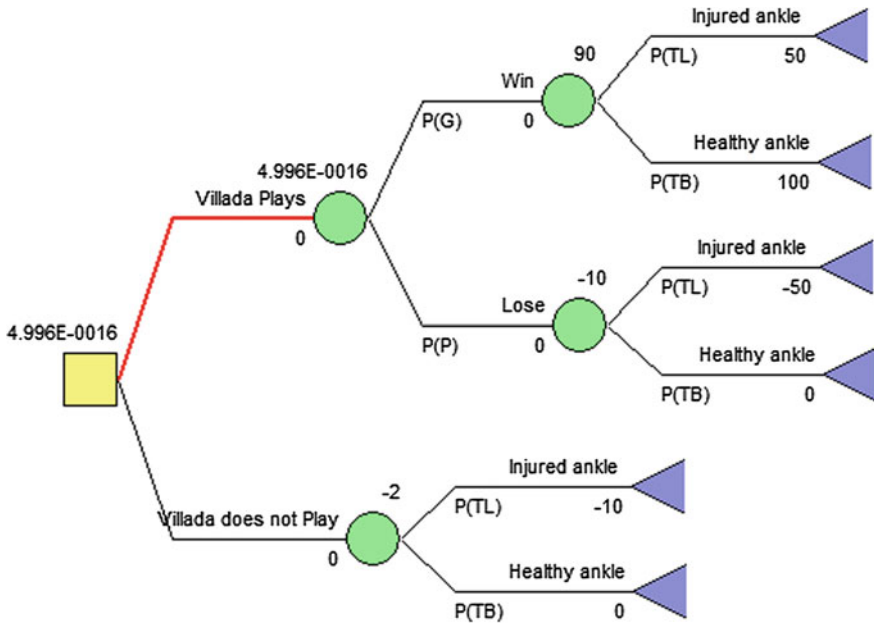 Injured ankle
P(TL) 50
90
Win
P(G) 0
Healthy ankle
P(TB) 100
4.996E-0016
Villada Plays
0
Injured ankle
P(TL) -50
-10
Lose
P(P) 0
Healthy ankle
P(TB) 0
4.996E-0016
Injured ankle
P(TL) -10
-2
Villada does not Play
0
Healthy ankle
P(TB) 0